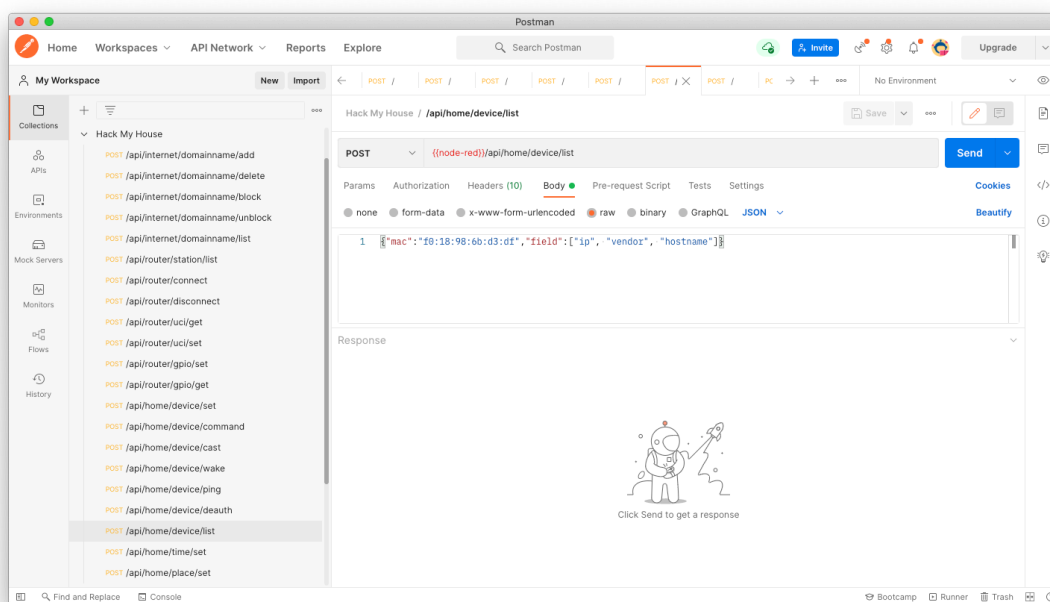 Postman
Home Workspaces API Network Reports Explore Search Postman Invite Upgrade
My Workspace New Import POST / POST / POST / POST / POST / POST / POST / PC No Environment
Collections
APIs
Environments
Mock Servers
Monitors
Flows
History
Hack My House
POST /api/internet/domainname/add
POST /api/internet/domainname/delete
POST /api/internet/domainname/block
POST /api/internet/domainname/unblock
POST /api/internet/domainname/list
POST /api/router/station/list
POST /api/router/connect
POST /api/router/disconnect
POST /api/router/uci/get
POST /api/router/uci/set
POST /api/router/gpio/set
POST /api/router/gpio/get
POST /api/home/device/set
POST /api/home/device/command
POST /api/home/device/cast
POST /api/home/device/wake
POST /api/home/device/ping
POST /api/home/device/deauth
POST /api/home/device/list
POST /api/home/time/set
POST /api/home/place/set
Hack My House / /api/home/device/list Save
POST {{node-red}}/api/home/device/list Send
Params Authorization Headers (10) Body Pre-request Script Tests Settings Cookies
none form-data x-www-form-urlencoded raw binary GraphQL JSON Beautify
1 {"mac":"f0:18:98:6b:d3:df","field":["ip", "vendor", "hostname"]}
Response
Click Send to get a response
Find and Replace Console Bootcamp Runner Trash